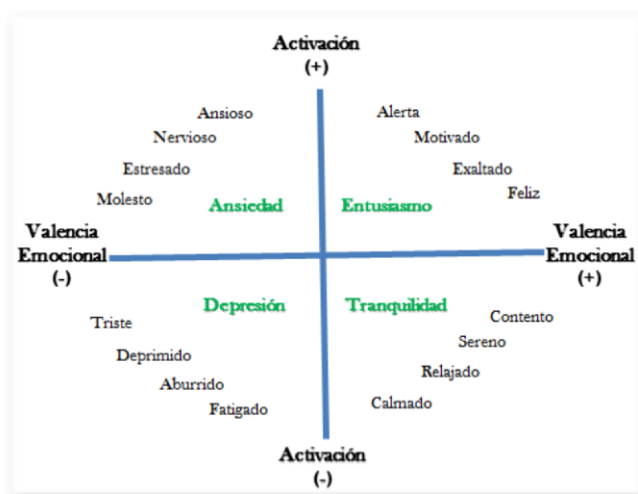 Activación
(+)
Ansioso
Alerta
Nervioso
Motivado
Estresado
Exaltado
Molesto
Feliz
Ansiedad
Entusiasmo
Valencia
Emocional
(-)
Valencia
Emocional
(+)
Depresión
Tranquilidad
Triste
Contento
Deprimido
Sereno
Aburrido
Relajado
Fatigado
Calmado
Activación
(-)